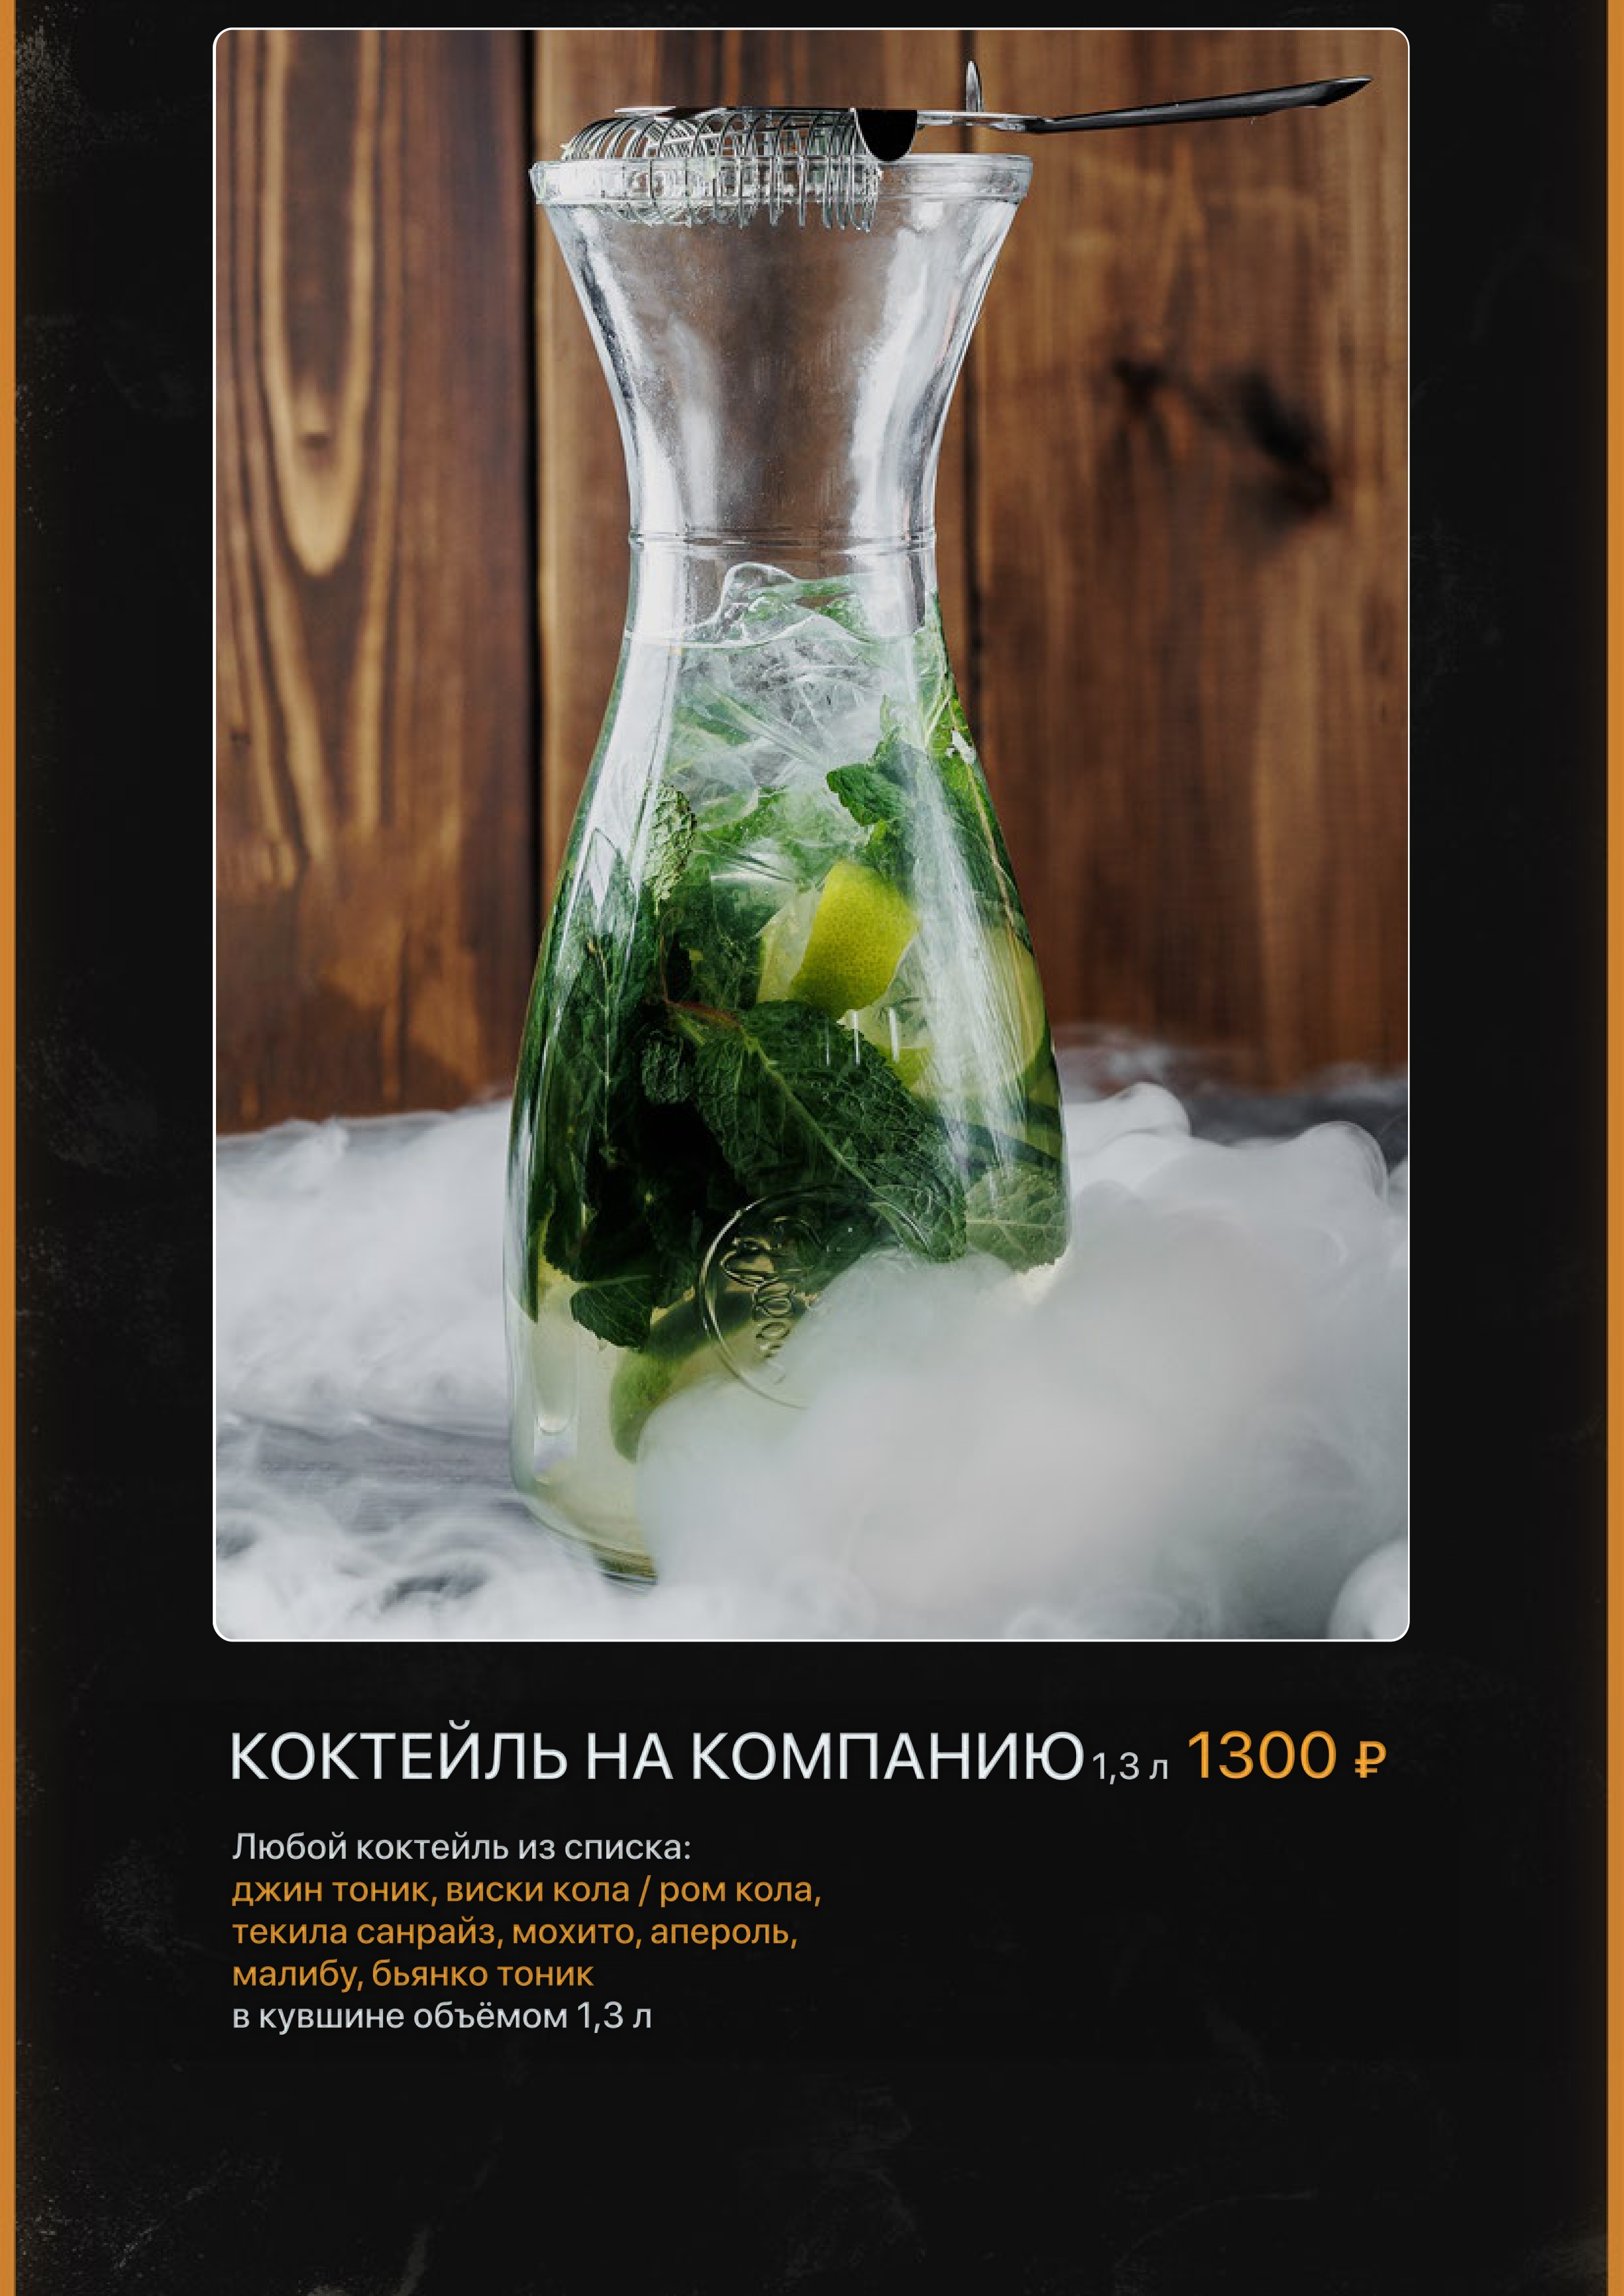 КОКТЕЙЛЬ НА КОМПАНИЮ 1,3 л 1300 ₽
Любой коктейль из списка:
джин тоник, виски кола / ром кола,
текила санрайз, мохито, апероль,
малибу, бьянко тоник
в кувшине объёмом 1,3 л